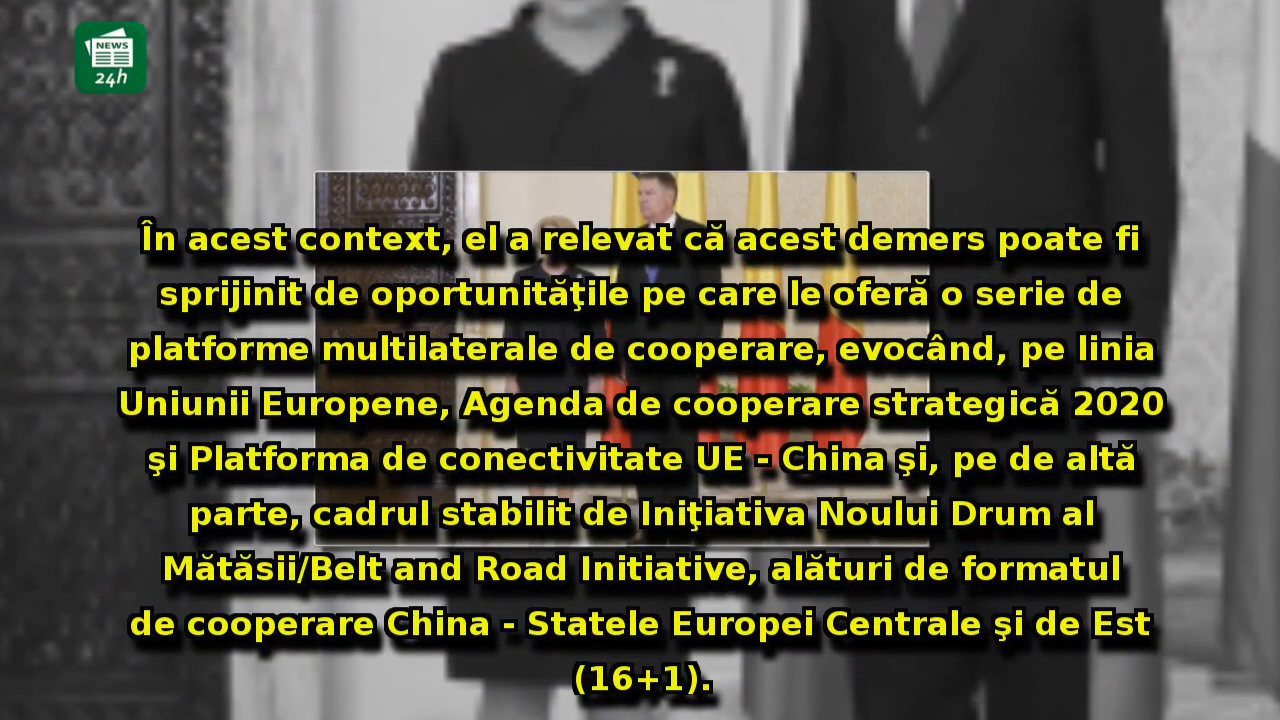 NEWS
24h
În acest context, el a relevat că acest demers poate fi
sprijinit de oportunităţile pe care le oferă o serie de
platforme multilaterale de cooperare, evocând, pe linia
Uniunii Europene, Agenda de cooperare strategică 2020
şi Platforma de conectivitate UE - China şi, pe de altă
parte, cadrul stabilit de Iniţiativa Noului Drum al
Mătăsii/Belt and Road Initiative, alături de formatul
de cooperare China - Statele Europei Centrale şi de Est
(16+1).